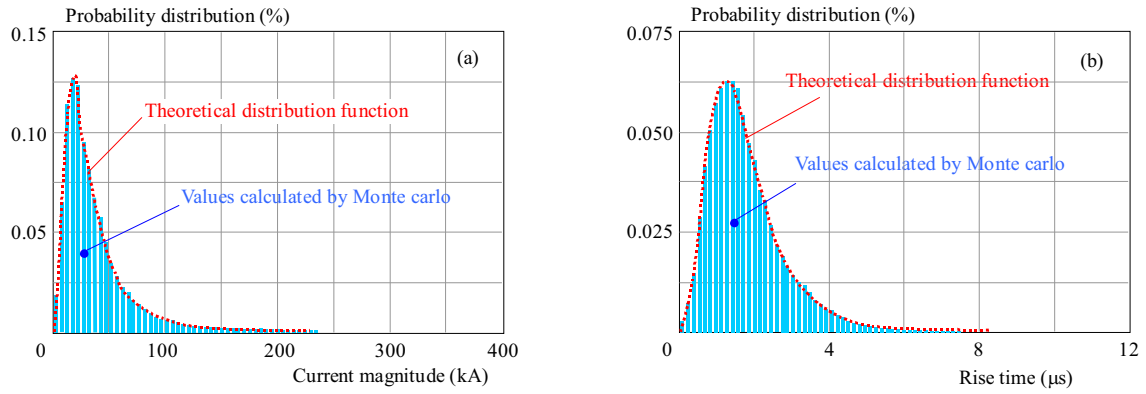 Probability distribution (%)
(a)
0.15
0.10
0.05
0
100
200
300
400
Theoretical distribution function
Values calculated by Monte carlo
Current magnitude (kA)
Probability distribution (%)
(b)
0.075
0.050
0.025
0
2
4
8
12
Theoretical distribution function
Values calculated by Monte carlo
Rise time (μs)